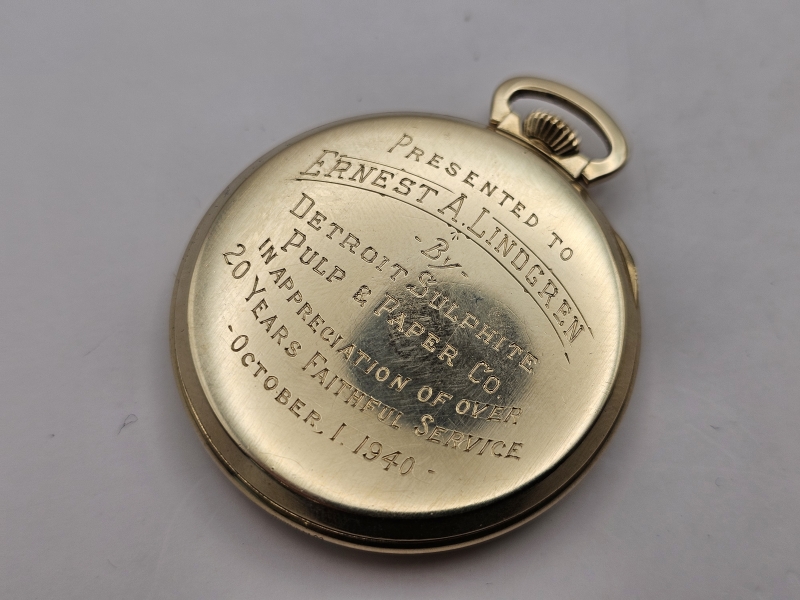 PRESENTED TO
ERNEST A. LINDGREN
-By-
DETROIT SULPHITE
PULP & PAPER CO.
IN APPRECIATION OF OVER
20 YEARS FAITHFUL SERVICE
-OCTOBER, 1. 1940-